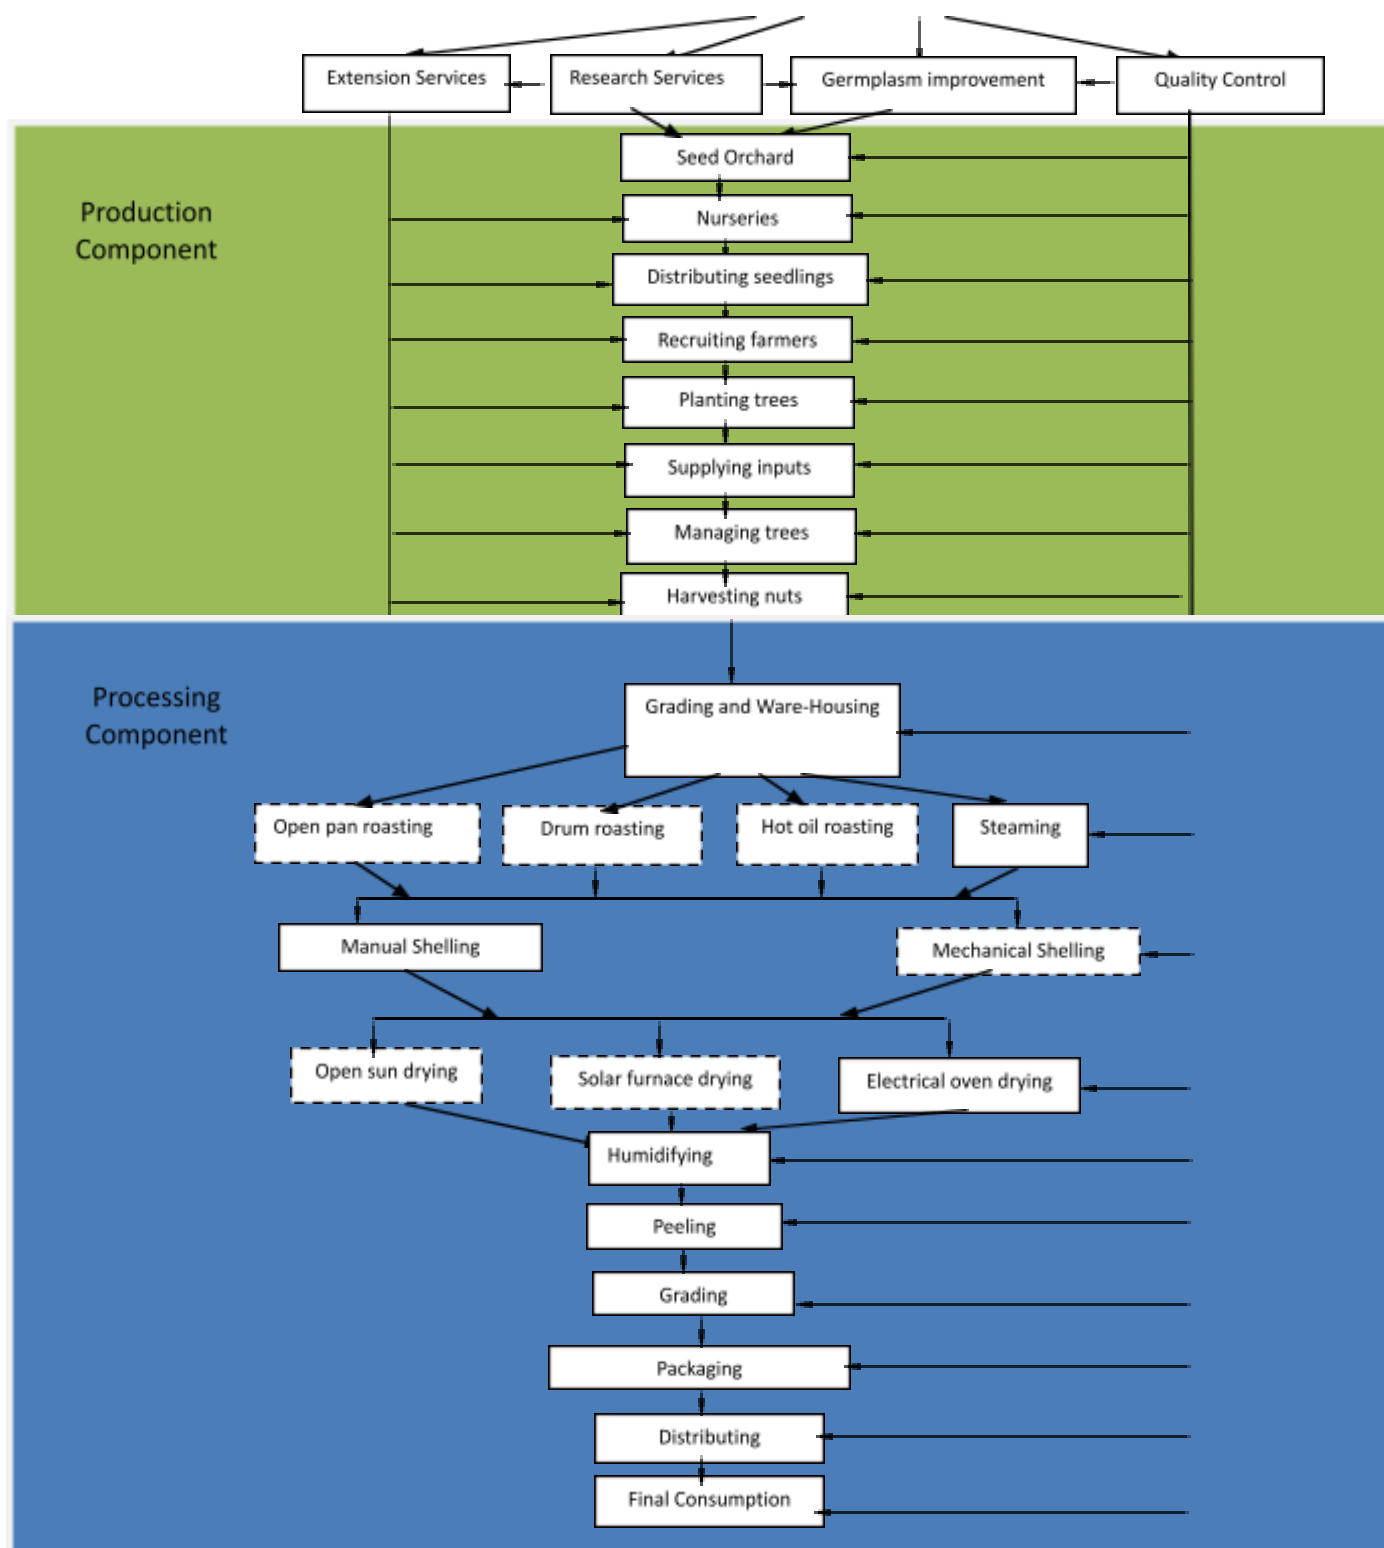 Extension Services
Research Services
Germplasm improvement
Quality Control
Production
Component
Seed Orchard
Nurseries
Distributing seedlings
Recruiting farmers
Planting trees
Supplying inputs
Managing trees
Harvesting nuts
Processing
Component
Grading and Ware-Housing
Open pan roasting
Drum roasting
Hot oil roasting
Steaming
Manual Shelling
Mechanical Shelling
Open sun drying
Solar furnace drying
Electrical oven drying
Humidifying
Peeling
Grading
Packaging
Distributing
Final Consumption